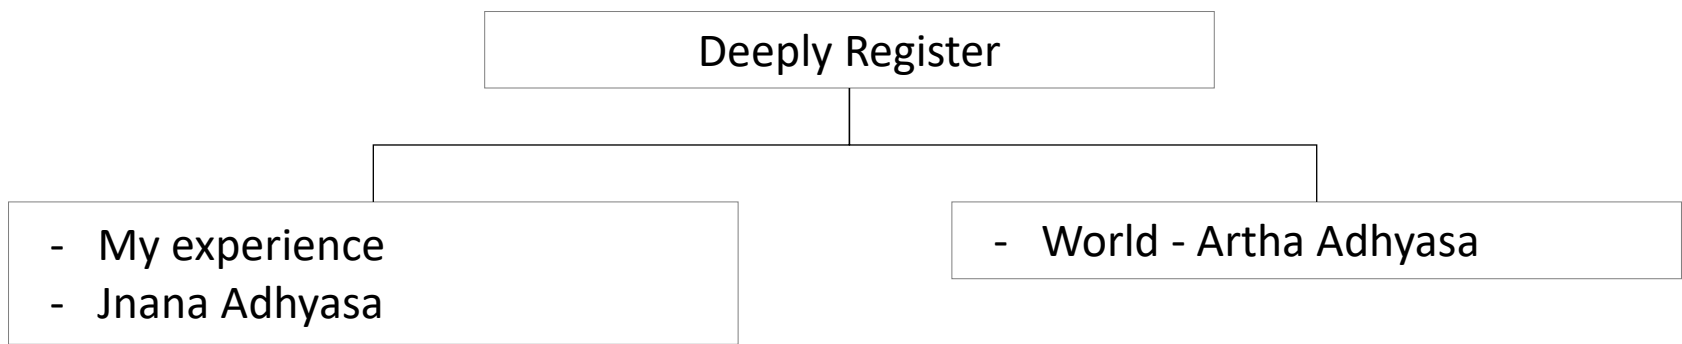 Deeply Register
- My experience
- Jnana Adhyasa
- World - Artha Adhyasa